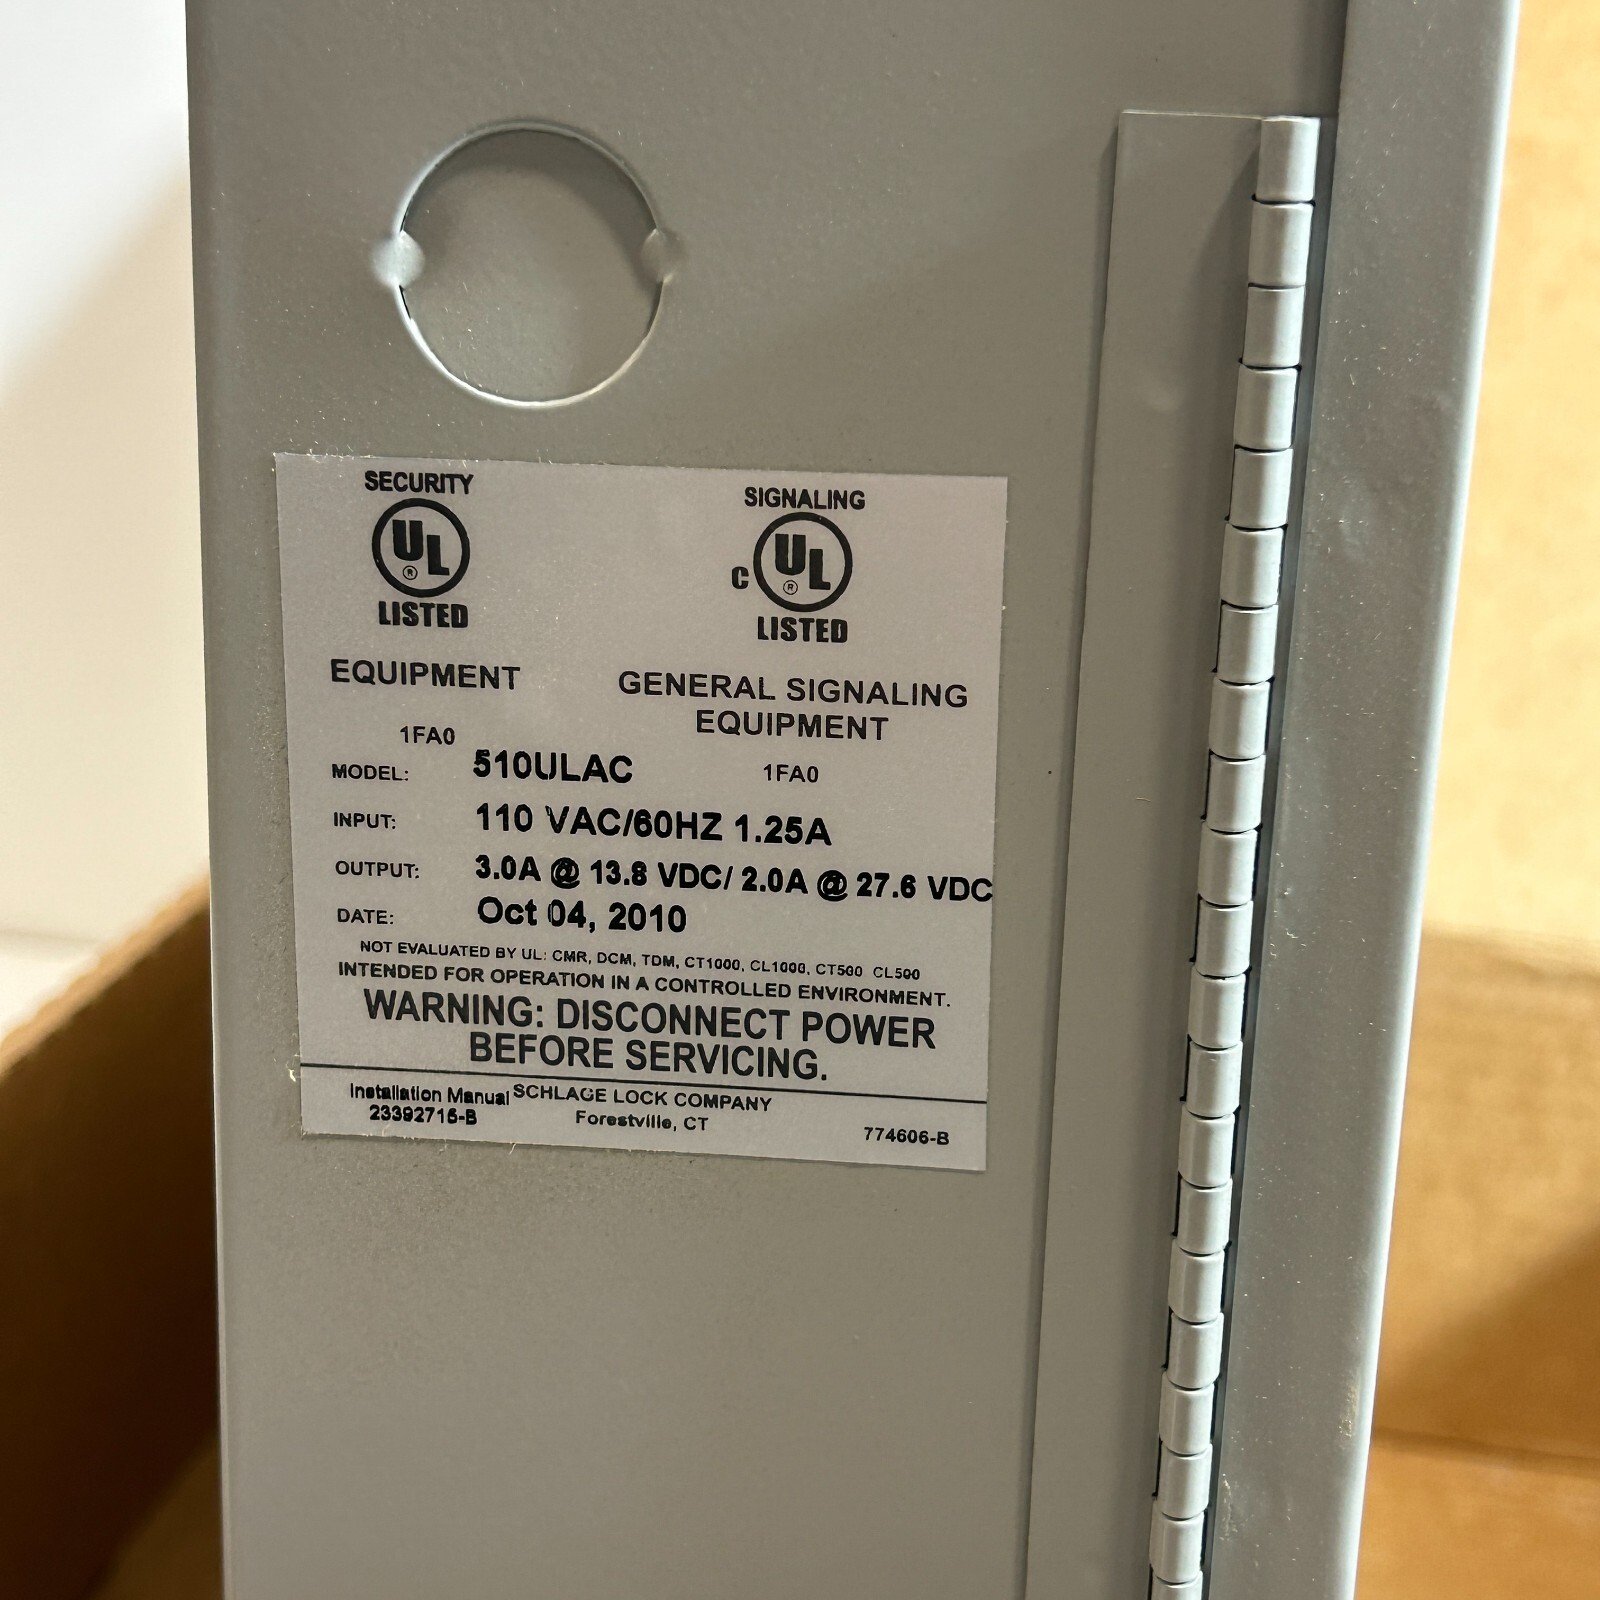 SECURITY
UL
®
LISTED
EQUIPMENT
1FA0
SIGNALING
C UL
®
LISTED
GENERAL SIGNALING
EQUIPMENT
1FA0
MODEL: 510ULAC
INPUT: 110 VAC/60HZ 1.25A
OUTPUT: 3.0A @ 13.8 VDC/ 2.0A @ 27.6 VDC
DATE: Oct 04, 2010
NOT EVALUATED BY UL: CMR, DCM, TDM, CT1000, CL1000, CT500 CL500
INTENDED FOR OPERATION IN A CONTROLLED ENVIRONMENT.
WARNING: DISCONNECT POWER
BEFORE SERVICING.
Installation Manual
23392715-B
SCHLAGE LOCK COMPANY
Forestville, CT
774606-B